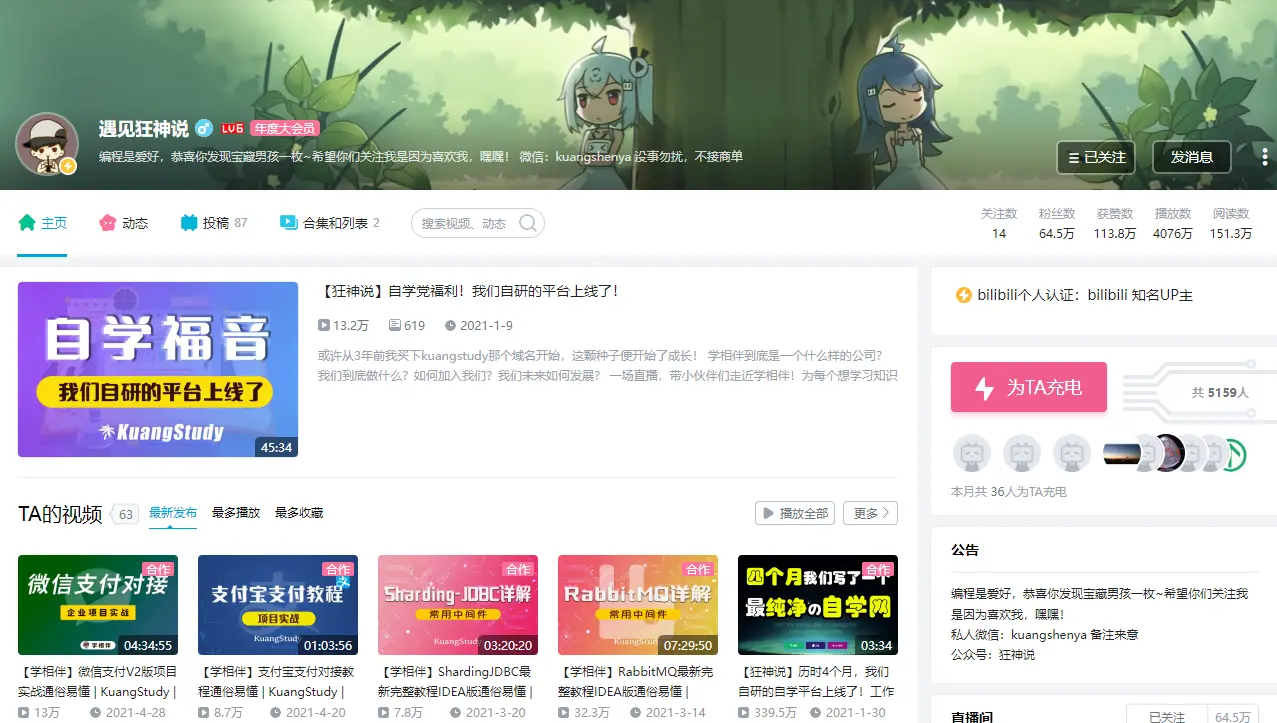 遇见狂神说 LV6 年度大会员
编程是爱好，恭喜你发现宝藏男孩一枚~希望你们关注我是因为喜欢我，嘿嘿！ 微信：kuangshenya 没事勿扰，不接商单
已关注 发消息
主页 动态 投稿 87 合集和列表 2 搜索视频、动态
关注数 粉丝数 获赞数 播放数 阅读数
14 64.5万 113.8万 4076万 151.3万
自学福音
我们自研的平台上线了
KuangStudy
45:34
【狂神说】自学党福利！我们自研的平台上线了！
13.2万 619 2021-1-9
或许从3年前我买下kuangstudy那个域名开始，这颗种子便开始了成长！ 学相伴到底是一个什么样的公司？
我们到底做什么？如何加入我们？我们未来如何发展？ 一场直播，带小伙伴们走近学相伴！为每个想学习知识
bilibili个人认证：bilibili 知名UP主
为TA充电
共 5159人
本月共 36人为TA充电
TA的视频 63 最新发布 最多播放 最多收藏 播放全部 更多
合作
微信支付对接
企业项目实战
学相伴
04:34:55
【学相伴】微信支付V2版项目
实战通俗易懂 | KuangStudy |
13万 2021-4-28
合作
支付宝支付教程
项目实战
KuangStudy
01:03:56
【学相伴】支付宝支付对接教
程通俗易懂 | KuangStudy |
8.7万 2021-4-20
合作
Sharding-JDBC详解
常用中间件
KuangStudy
03:20:20
【学相伴】ShardingJDBC最
新完整教程IDEA版通俗易懂 |
7.8万 2021-3-20
合作
RabbitMQ详解
常用中间件
KuangStudy
07:29:50
【学相伴】RabbitMQ最新完
整教程IDEA版通俗易懂 |
32.3万 2021-3-14
合作
四个月我们写了一个
最纯净的自学网
03:34
【狂神说】历时4个月，我们
自研的自学平台上线了！工作
339.5万 2021-1-30
公告
编程是爱好，恭喜你发现宝藏男孩一枚~希望你们关注我
是因为喜欢我，嘿嘿！
私人微信：kuangshenya 备注来意
公众号：狂神说
直播间 已关注 64.5万